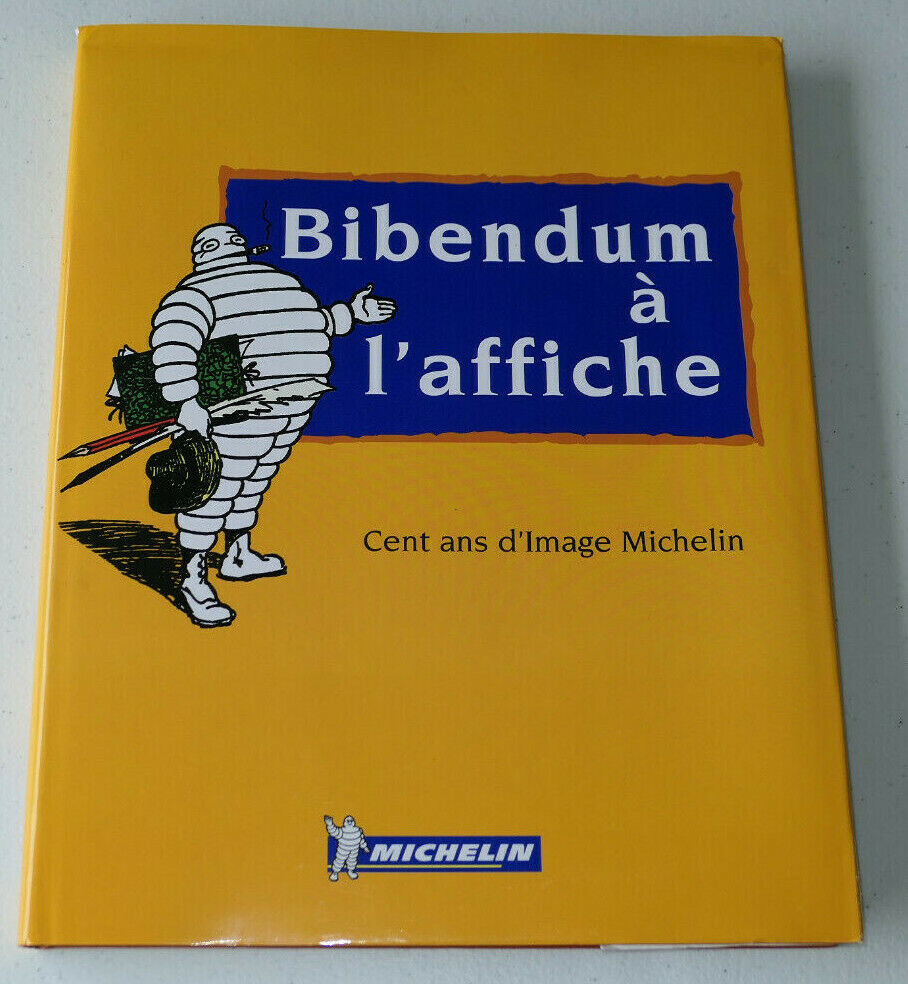 Bibendum
à
l'affiche
Cent ans d'Image Michelin
MICHELIN